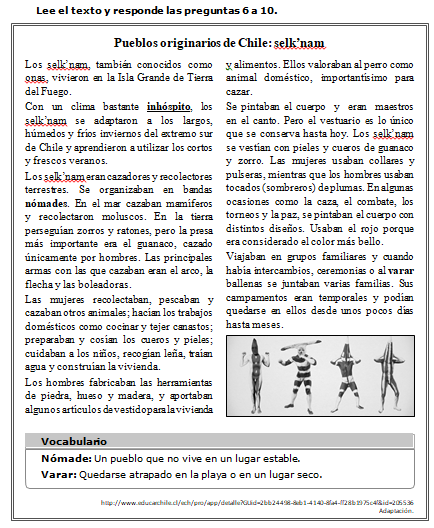 Lee el texto y responde las preguntas 6 a 10.
Pueblos originarios de Chile: selk'nam
Los selk'nam, también conocidos como
onas, vivieron en la Isla Grande de Tierra
del Fuego.
Con un clima bastante inhóspito, los
selk'nam se adaptaron a los largos,
húmedos y fríos inviernos del extremo sur
de Chile y aprendieron a utilizar los cortos
y frescos veranos.
Los selk'nam eran cazadores y recolectores
terrestres. Se organizaban en bandas
nómades. En el mar cazaban mamíferos
y recolectaron moluscos. En la tierra
perseguían zorros y ratones, pero la presa
más importante era el guanaco, cazado
únicamente por hombres. Las principales
armas con las que cazaban eran el arco, la
flecha y las boleadoras.
Las mujeres recolectaban, pescaban y
cazaban otros animales; hacían los trabajos
domésticos como cocinar y tejer canastos;
preparaban y cosían los cueros y pieles;
cuidaban a los niños, recogían leña, traían
agua y construían la vivienda.
Los hombres fabricaban las herramientas
de piedra, hueso y madera, y aportaban
algunos artículos de vestido para la vivienda
y alimentos. Ellos valoraban al perro como
animal doméstico, importantísimo para
cazar.
Se pintaban el cuerpo y eran maestros
en el canto. Pero el vestuario es lo único
que se conserva hasta hoy. Los selk'nam
se vestían con pieles y cueros de guanaco
y zorro. Las mujeres usaban collares y
pulseras, mientras que los hombres usaban
tocados (sombreros) de plumas. En algunas
ocasiones como la caza, el combate, los
torneos y la paz, se pintaban el cuerpo con
distintos diseños. Usaban el rojo porque
era considerado el color más bello.
Viajaban en grupos familiares y cuando
había intercambios, ceremonias o al varar
ballenas se juntaban varias familias. Sus
campamentos eran temporales y podían
quedarse en ellos desde unos pocos días
hasta meses.
Vocabulario
Nómade: Un pueblo que no vive en un lugar estable.
Varar: Quedarse atrapado en la playa o en un lugar seco.
http://www.educarchile.cl/ech/pro/app/detalle?GUid=2bb24498-8eb1-4140-8fa4-ff28b1975c4f&id=205536
Adaptación.